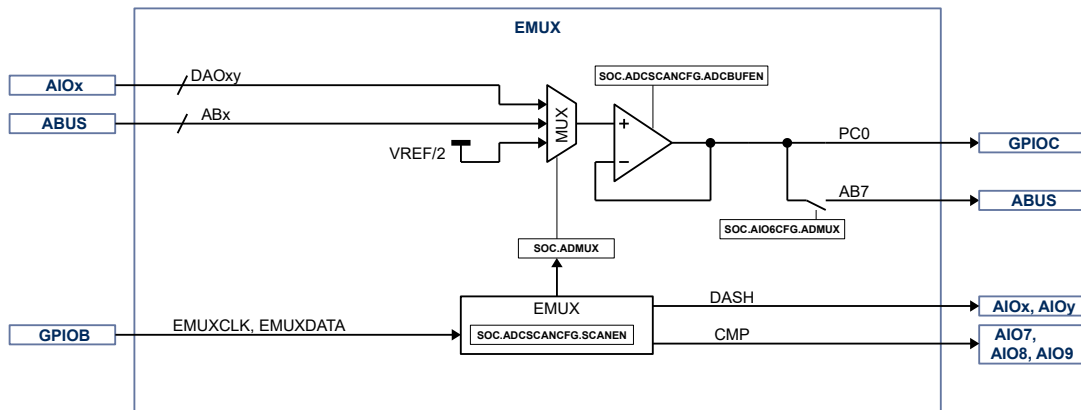 EMUX
AIOx
DAOxy
SOC.ADCSCANCFG.ADCBUFEN
ABUS
ABx
MUX
+
−
VREF/2
PC0
GPIOC
AB7
ABUS
SOC.AIO6CFG.ADMUX
SOC.ADMUX
EMUX
DASH
AIOx, AIOy
GPIOB
EMUXCLK, EMUXDATA
SOC.ADCSCANCFG.SCANEN
CMP
AIO7,
AIO8, AIO9